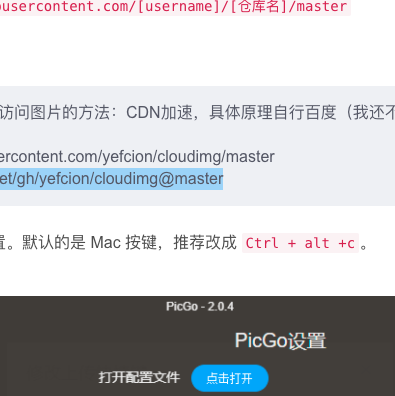 ousercontent.com/[username]/[仓库名]/master
访问图片的方法：CDN加速，具体原理自行百度（我还不
ercontent.com/yefcion/cloudimg/master
et/gh/yefcion/cloudimg@master
置。默认的是 Mac 按键，推荐改成 Ctrl + alt +c 。
PicGo - 2.0.4
PicGo设置
打开配置文件 点击打开